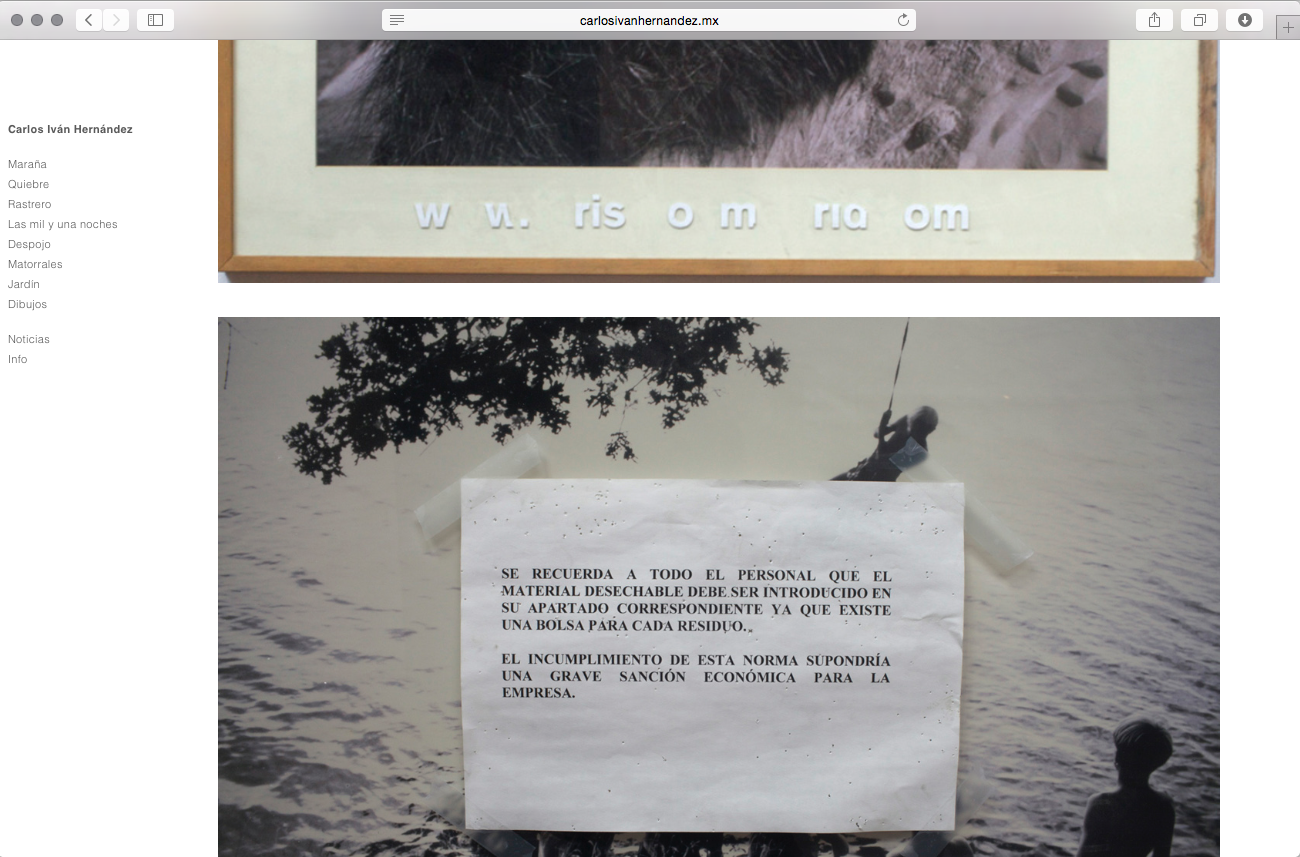 carlosivanhernandez.mx
Carlos Iván Hernández
Maraña
Quiebre
Rastrero
Las mil y una noches
Despojo
Matorrales
Jardín
Dibujos
Noticias
Info
w w. ris o m ria om
SE RECUERDA A TODO EL PERSONAL QUE EL
MATERIAL DESECHABLE DEBE SER INTRODUCIDO EN
SU APARTADO CORRESPONDIENTE YA QUE EXISTE
UNA BOLSA PARA CADA RESIDUO.
EL INCUMPLIMIENTO DE ESTA NORMA SUPONDRÍA
UNA GRAVE SANCIÓN ECONÓMICA PARA LA
EMPRESA.